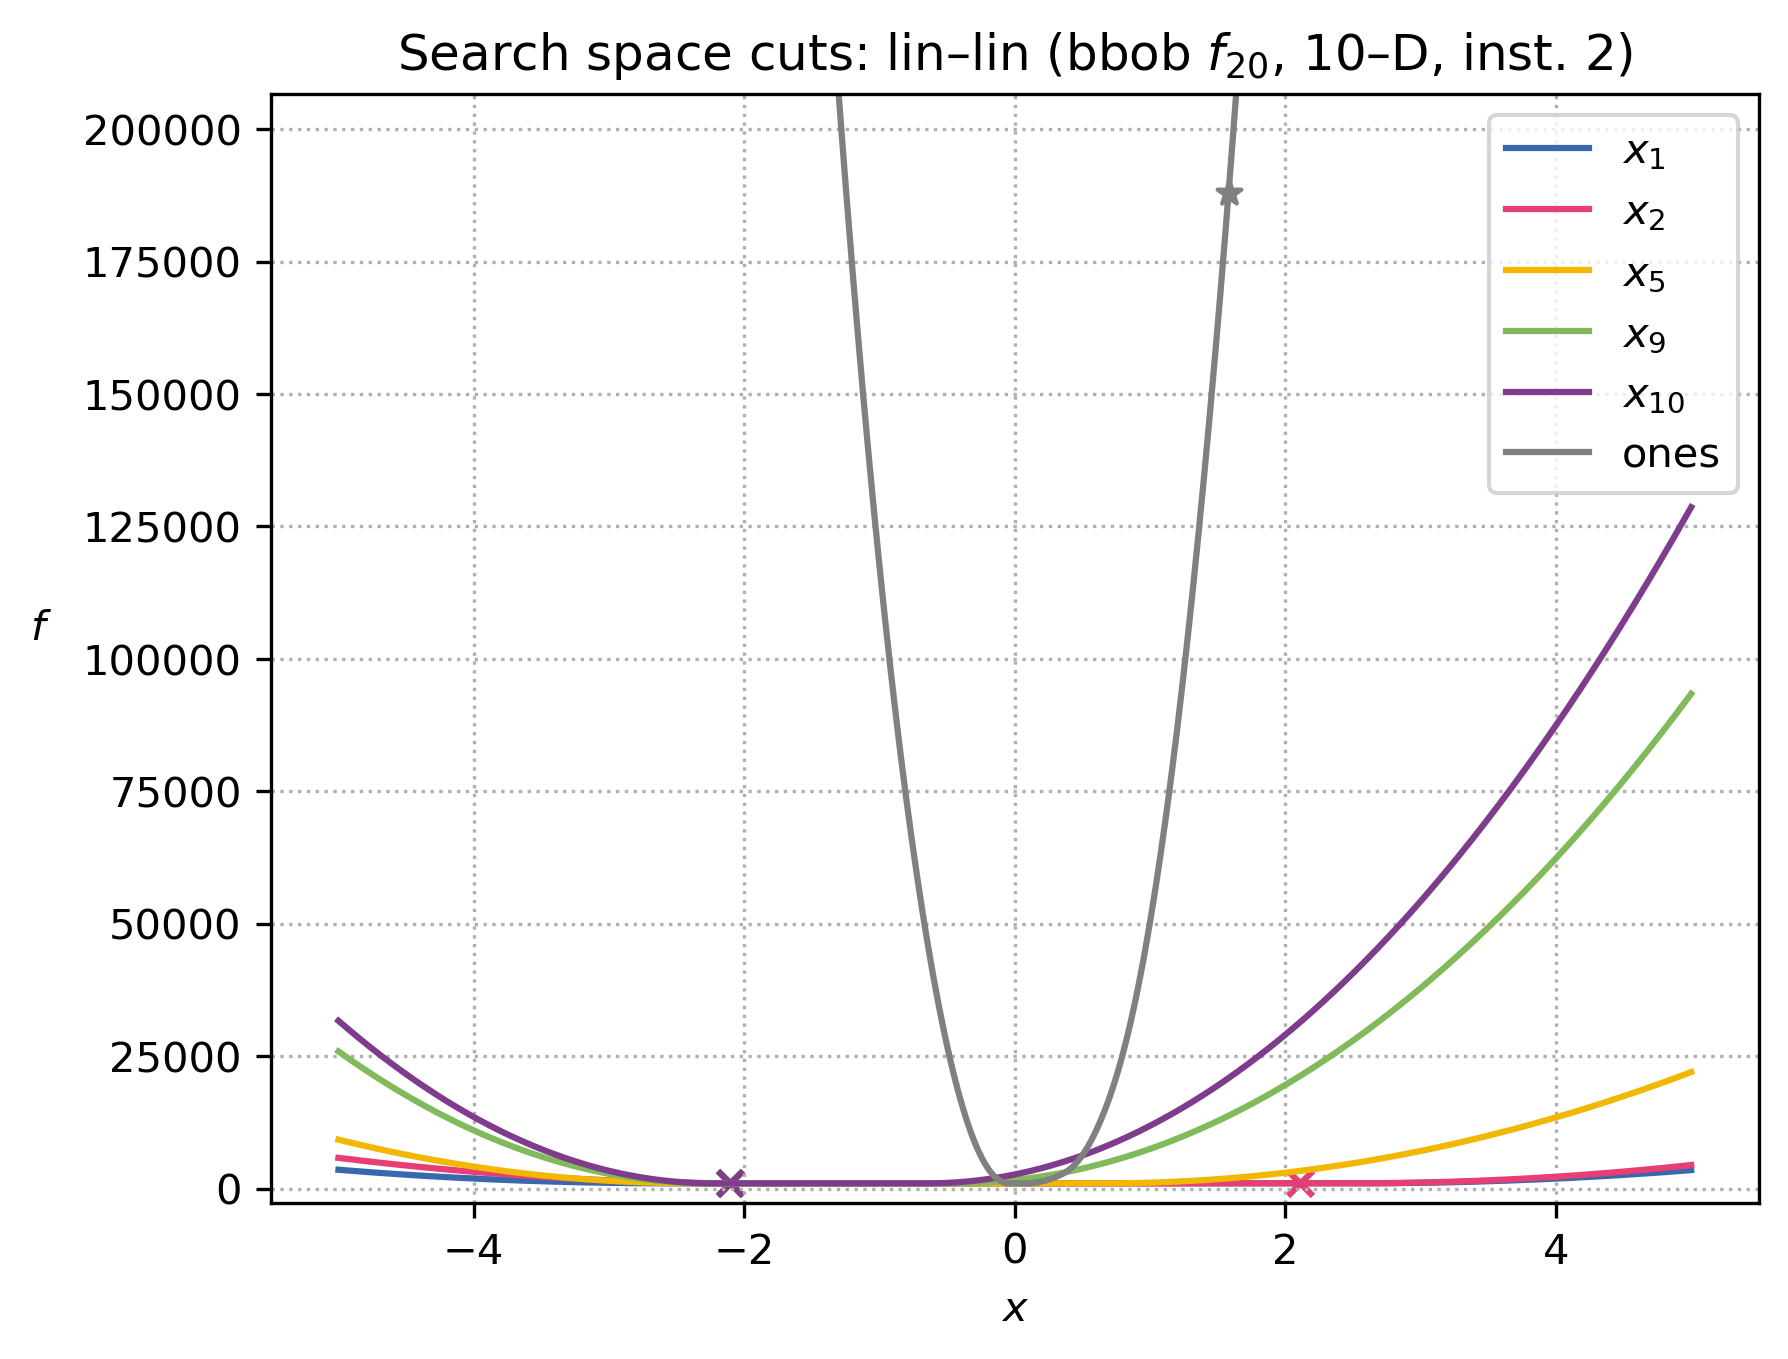 Search space cuts: lin–lin (bbob f20, 10–D, inst. 2)
200000
175000
150000
125000
100000
75000
50000
25000
0
f
x1
x2
x5
x9
x10
ones
−4 −2 0 2 4
x